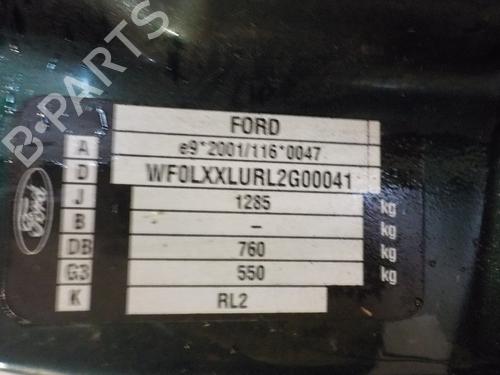 B-PARTS
Ford
FORD
A e9*2001/116*0047
D WF0LXXLURL2G00041
J 1285 kg
B – kg
DB 760 kg
G3 550 kg
K RL2